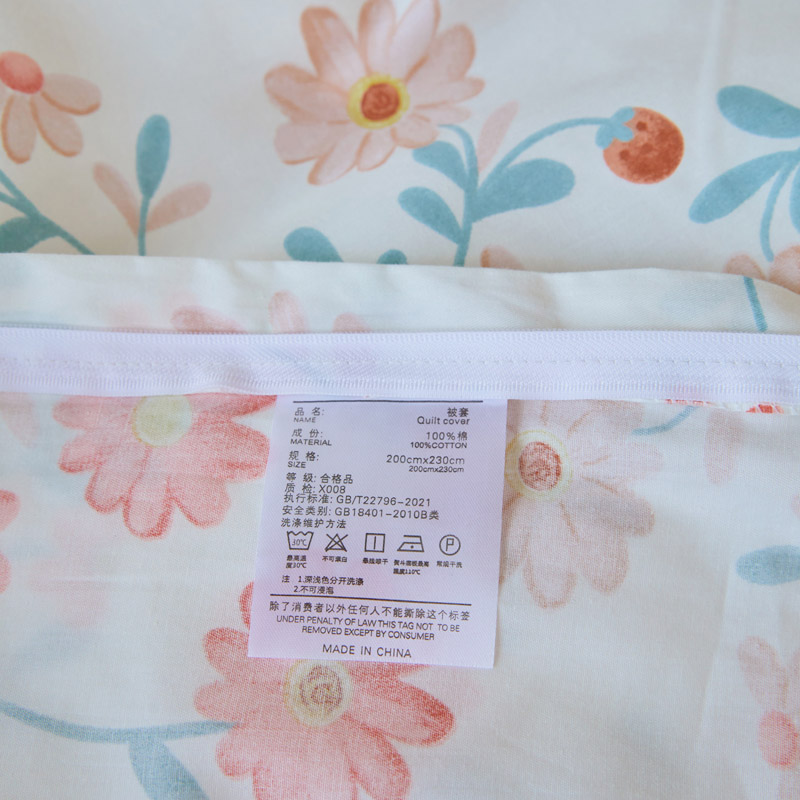 品 名: 被套
NAME Quilt cover
成 份: 100%棉
MATERIAL 100%COTTON
规 格: 200cmx230cm
SIZE 200cmx230cm
等 级: 合格品
质 检: X008
执行标准: GB/T22796-2021
安全类别: GB18401-2010B类
洗涤维护方法
30℃ P
最高温 不可漂白 悬挂晾干 熨斗面板最高 常规干洗
度30℃ 温度110℃
注 1.深浅色分开洗涤
2.不可浸泡
除了消费者以外任何人不能撕除这个标签
UNDER PENALTY OF LAW THIS TAG NOT TO BE
REMOVED EXCEPT BY CONSUMER
MADE IN CHINA